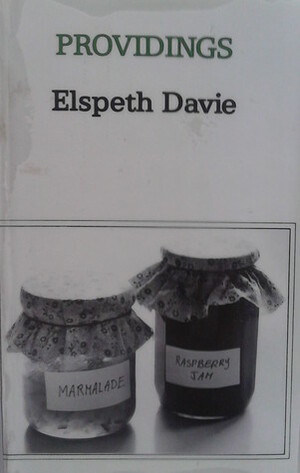 PROVIDINGS
Elspeth Davie
MARMALADE
RASPBERRY
JAM